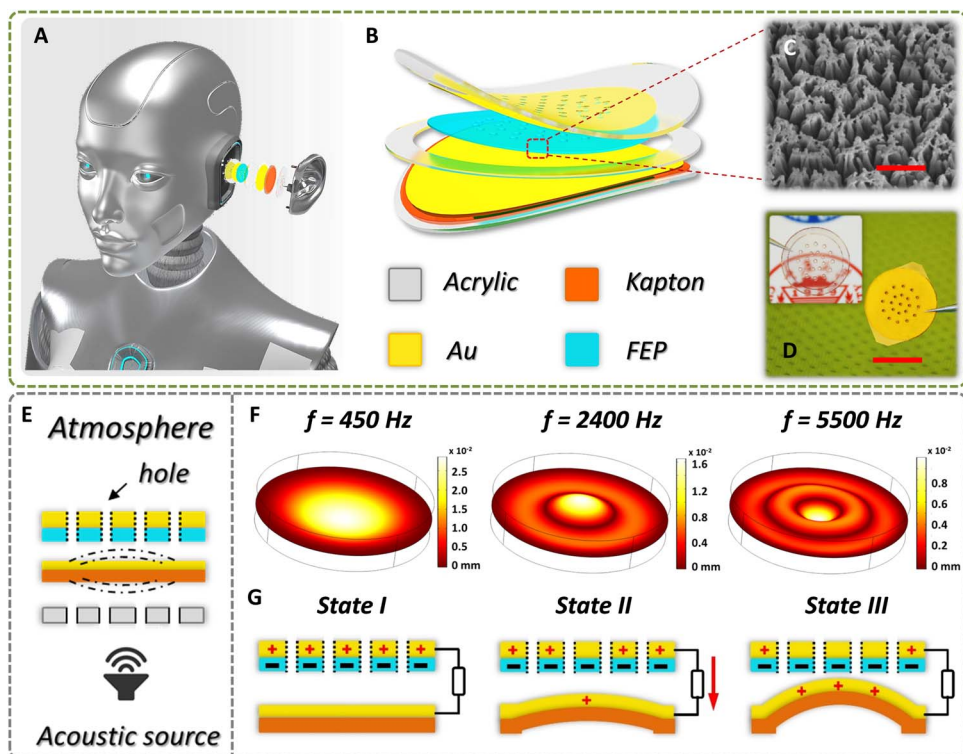 A
B
C
D
Acrylic
Kapton
Au
FEP
E
Atmosphere
hole
Acoustic source
F
f = 450 Hz
f = 2400 Hz
f = 5500 Hz
x 10⁻²
2.5
2.0
1.5
1.0
0.5
0 mm
x 10⁻²
1.6
1.2
0.8
0.4
0 mm
x 10⁻²
0.8
0.6
0.4
0.2
0 mm
G
State I
State II
State III
+ + + + +
- - - - -
+ + + +
- - - - -
+
+ +
- - - - -
+ + +